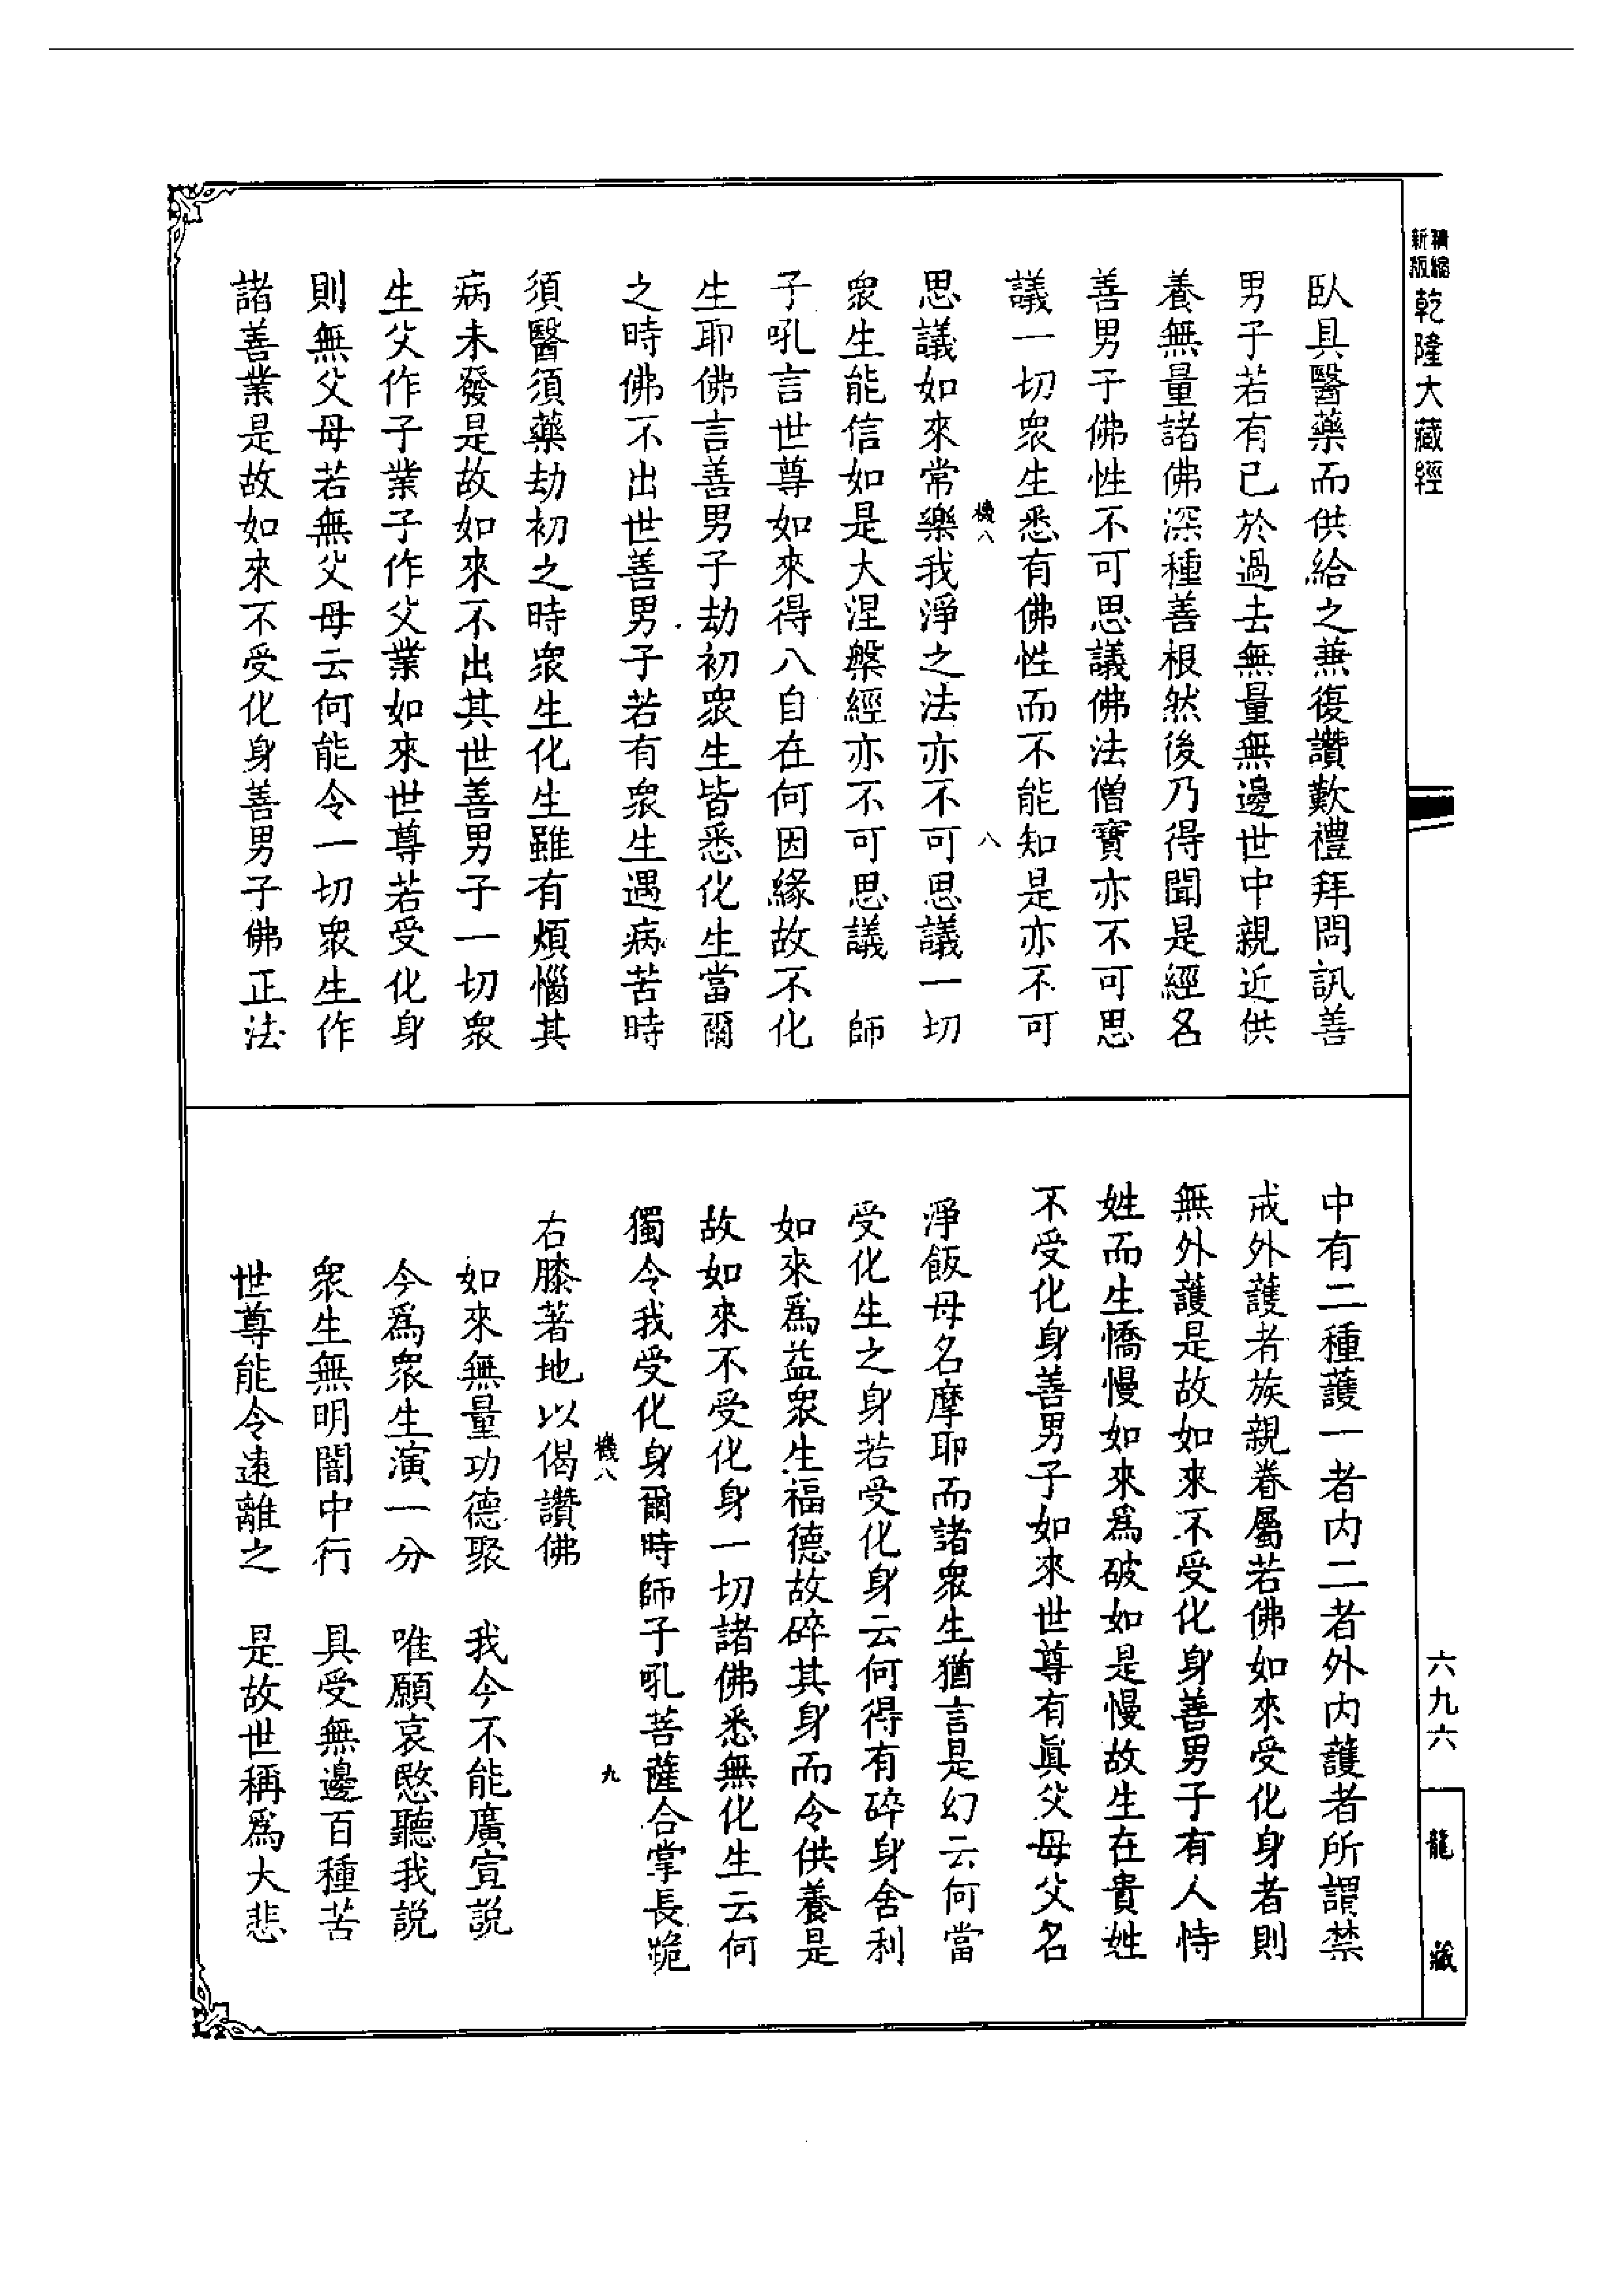 精縮
新版
乾隆大藏經
臥具醫藥而供給之蕪復讚歎禮拜問訊善
男子若有已於過去無量無邊世中親近供
養無量諸佛深種善根然後乃得聞是經名
善男子佛性不可思議佛法僧寶亦不可思
議一切衆生悉有佛性而不能知是亦不可
機八
八
思議如來常樂我淨之法亦不可思議一切
衆生能信如是大涅槃經亦不可思議 師
子吼言世尊如來得八自在何因緣故不化
生耶佛言善男子劫初衆生皆悉化生當爾
之時佛不出世善男子若有衆生遇病苦時
須醫須藥劫初之時衆生化生雖有煩惱其
病未發是故如來不出其世善男子一切衆
生父作子業子作父業如來世尊若受化身
則無父母若無父母云何能令一切衆生作
諸善業是故如來不受化身善男子佛正法
中有二種護一者內二者外內護者所謂禁
戒外護者族親眷屬若佛如來受化身者則
無外護是故如來不受化身善男子有人恃
姓而生憍慢如來爲破如是慢故生在貴姓
不受化身善男子如來世尊有眞父母父名
淨飯母名摩耶而諸衆生猶言是幻云何當
受化生之身若受化身云何得有碎身舍利
如來爲益衆生福德故碎其身而令供養是
故如來不受化身一切諸佛悉無化生云何
獨令我受化身爾時師子吼菩薩合掌長跪
機八
九
右膝著地以偈讚佛
如來無量功德聚 我今不能廣宣説
今爲衆生演一分 唯願哀愍聽我説
衆生無明闇中行 具受無邊百種苦
世尊能令遠離之 是故世稱爲大悲
六九六
龍藏